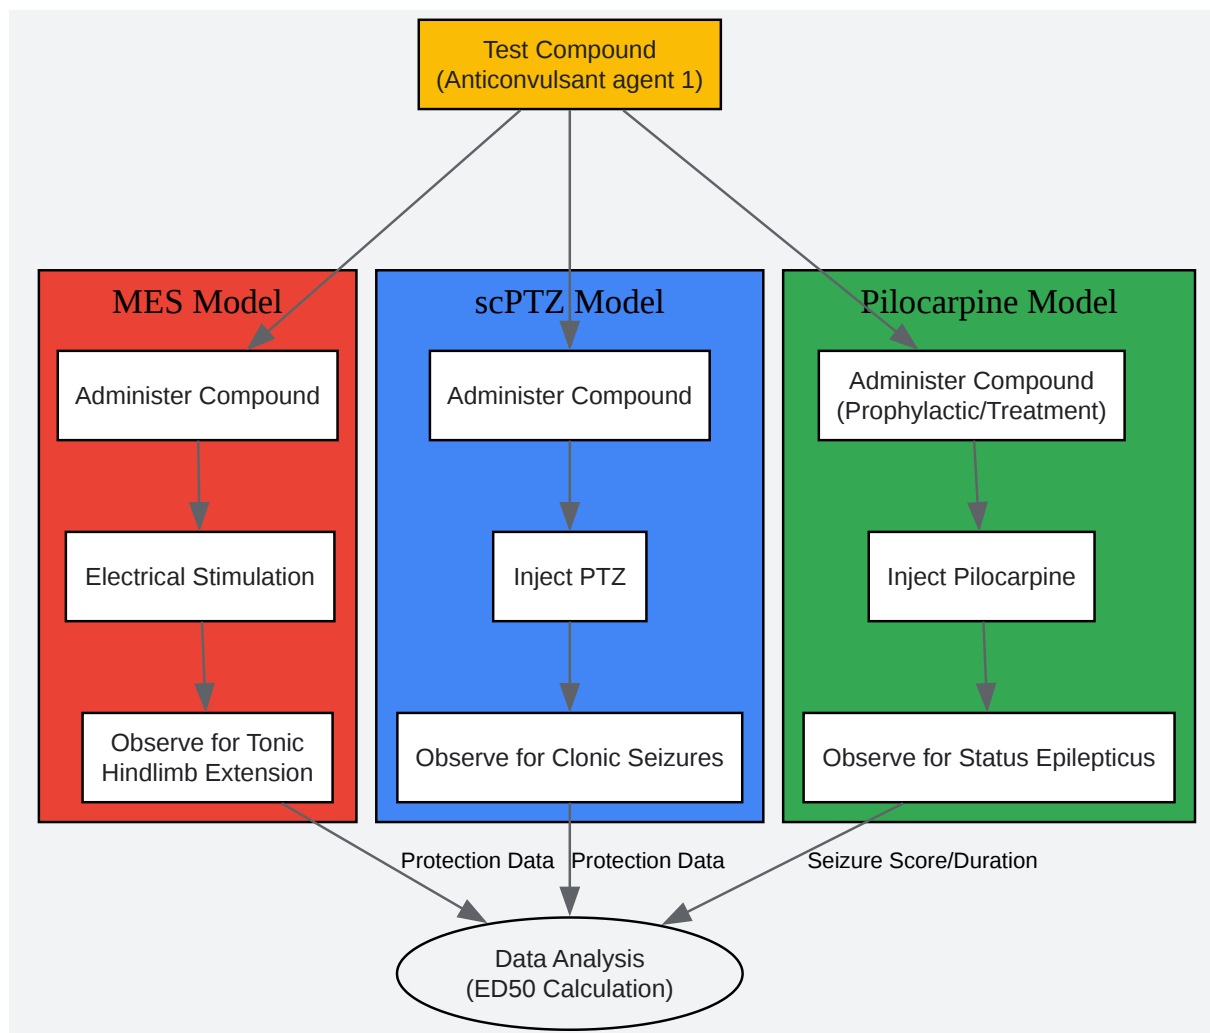 Test Compound
(Anticonvulsant agent 1)
MES Model
Administer Compound
Electrical Stimulation
Observe for Tonic
Hindlimb Extension
scPTZ Model
Administer Compound
Inject PTZ
Observe for Clonic Seizures
Pilocarpine Model
Administer Compound
(Prophylactic/Treatment)
Inject Pilocarpine
Observe for Status Epilepticus
Protection Data
Protection Data
Seizure Score/Duration
Data Analysis
(ED50 Calculation)